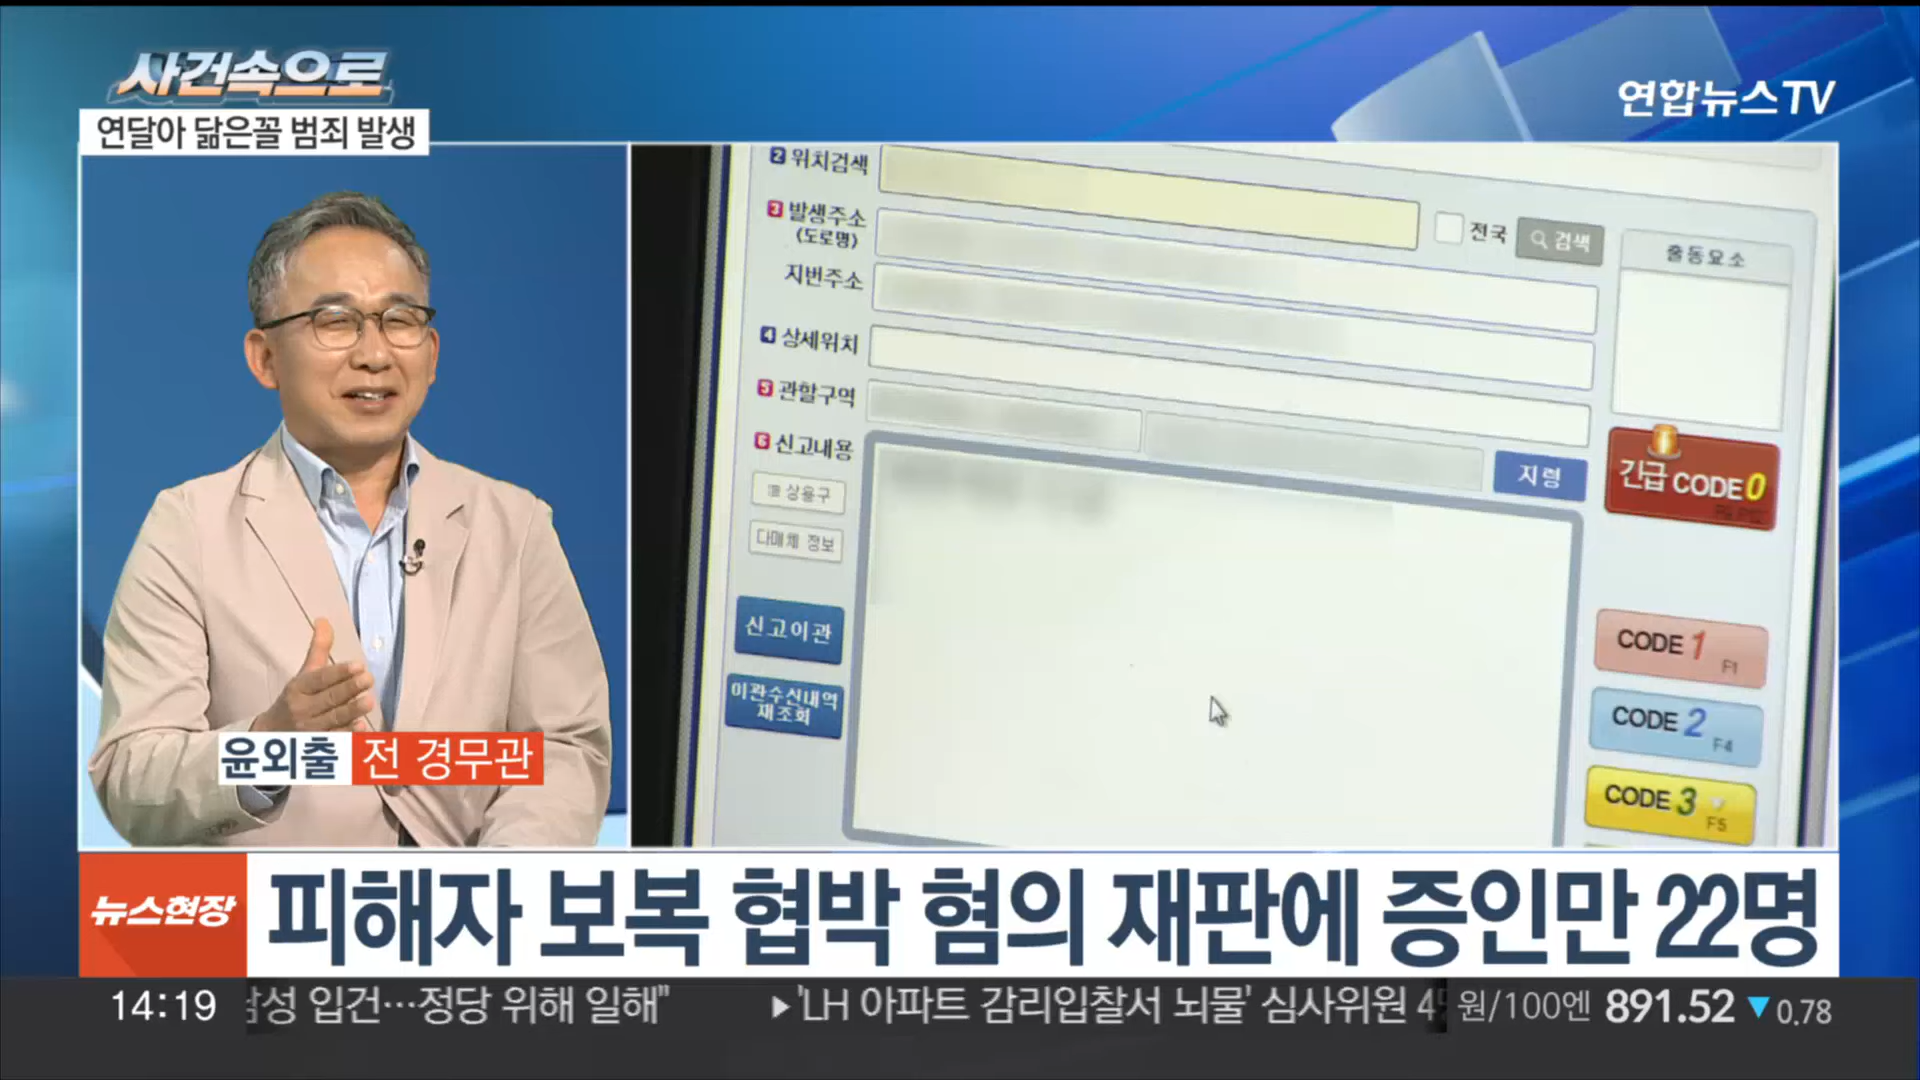 사건속으로
연달아 닮은꼴 범죄 발생
연합뉴스TV
2 위치검색
전국
검색
3 발생주소
(도로명)
지번주소
4 상세위치
5 관할구역
6 신고내용
지령
상용구
다매체 정보
신고이관
이관수신내역
재조회
출동요소
긴급 CODE 0
CODE 1 F1
CODE 2 F4
CODE 3 F5
윤외출 전 경무관
뉴스현장
피해자 보복 협박 혐의 재판에 증인만 22명
14:19
입건…정당 위해 일해"
▶'LH 아파트 감리입찰서 뇌물' 심사위원
원/100엔 891.52 ▼0.78